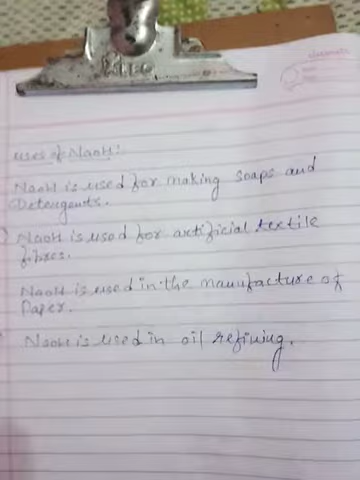 uses of NaOH:
NaOH is used for making soaps and
Detergents.
NaOH is used for artificial textile
fibres.
NaOH is used in the manufacture of
Paper.
NaOH is used in oil refining.